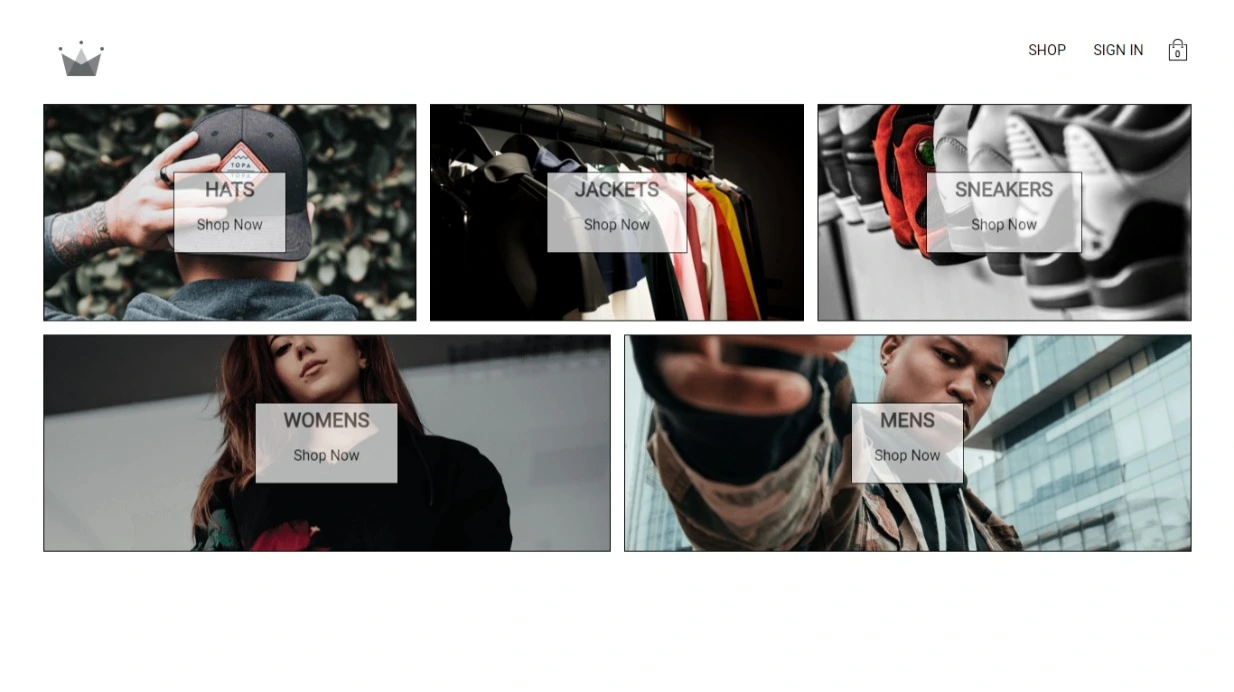 SHOP SIGN IN
0
TOPA
HATS
Shop Now
JACKETS
Shop Now
SNEAKERS
Shop Now
WOMENS
Shop Now
MENS
Shop Now